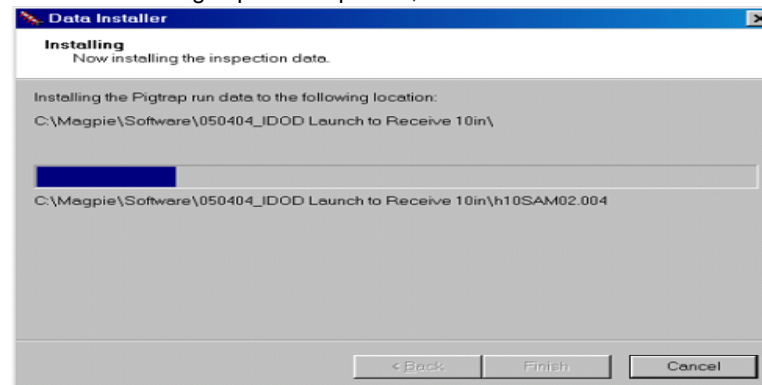 Data Installer
Installing
Now installing the inspection data.
Installing the Pigtrap run data to the following location:
C:\Magpie\Software\050404_IDOD Launch to Receive 10in\
C:\Magpie\Software\050404_IDOD Launch to Receive 10in\h10SAM02.004
< Back
Finish
Cancel